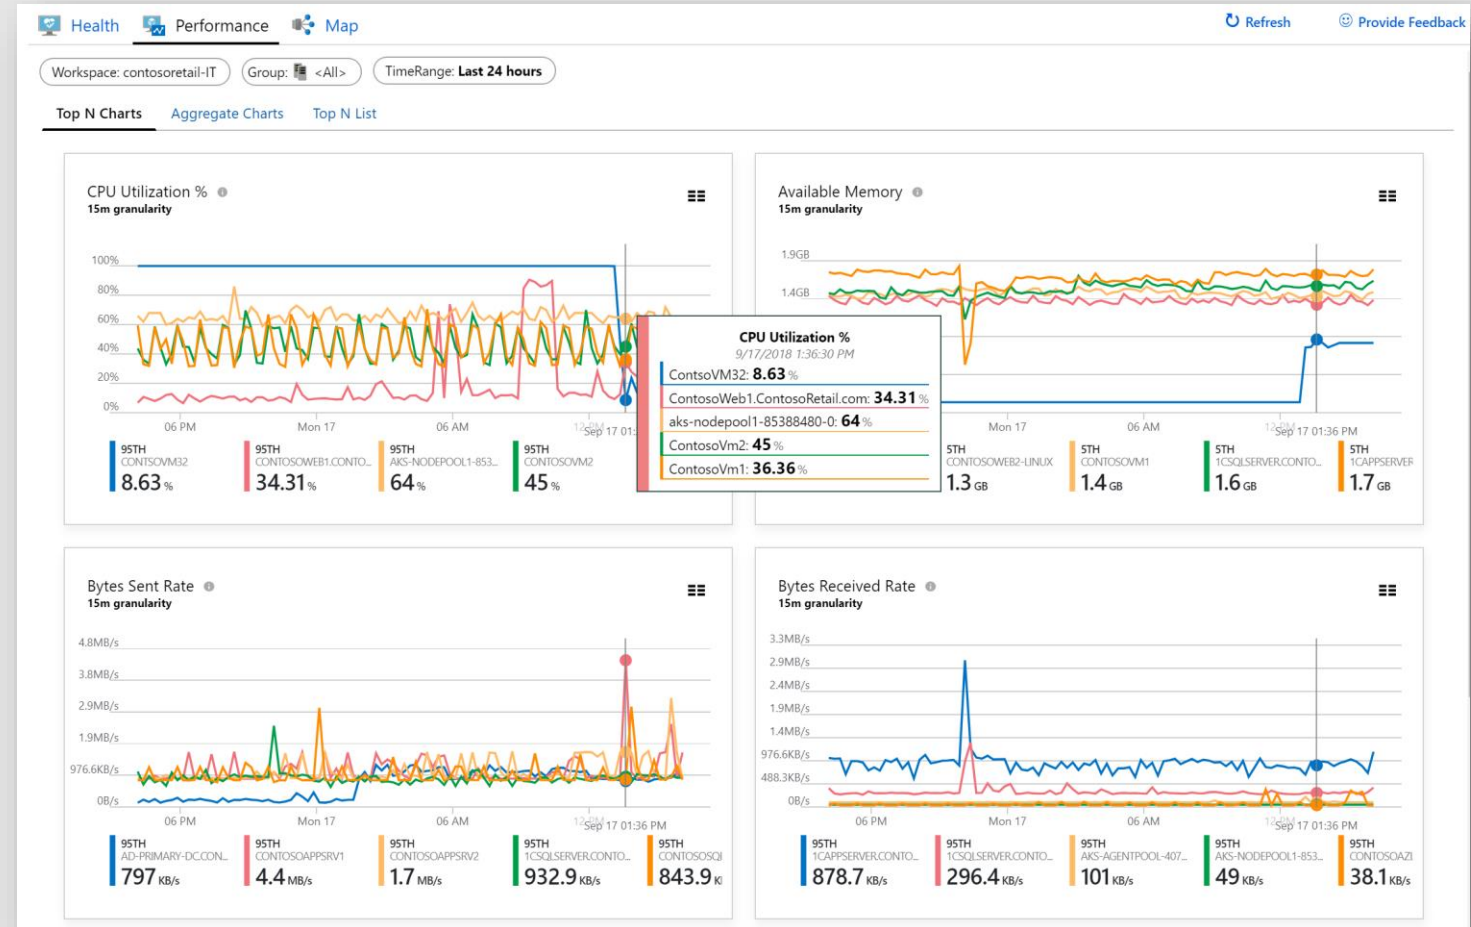 Health Performance Map Refresh Provide Feedback
Workspace: contosoretail-IT Group: <All> TimeRange: Last 24 hours
Top N Charts Aggregate Charts Top N List
CPU Utilization %
15m granularity
100%
80%
60%
40%
20%
0%
06 PM Mon 17 06 AM Sep 17 01:
95TH
CONTSOVM32
8.63 %
95TH
CONTOSOWEB1.CONTO...
34.31 %
95TH
AKS-NODEPOOL1-853...
64 %
95TH
CONTOSOVM2
45 %
CPU Utilization %
9/17/2018 1:36:30 PM
ContsoVM32: 8.63 %
ContosoWeb1.ContosoRetail.com: 34.31 %
aks-nodepool1-85388480-0: 64 %
ContosoVm2: 45 %
ContosoVm1: 36.36 %
Available Memory
15m granularity
1.9GB
1.4GB
Mon 17 06 AM Sep 17 01:36 PM
5TH
CONTOSOWEB2-LINUX
1.3 GB
5TH
CONTOSOVM1
1.4 GB
5TH
1CSQLSERVER.CONTO...
1.6 GB
5TH
1CAPPSERVER
1.7 GB
Bytes Sent Rate
15m granularity
4.8MB/s
3.8MB/s
2.9MB/s
1.9MB/s
976.6KB/s
0B/s
06 PM Mon 17 06 AM Sep 17 01:36 PM
95TH
AD-PRIMARY-DC.CON...
797 KB/s
95TH
CONTOSOAPPSRV1
4.4 MB/s
95TH
CONTOSOAPPSRV2
1.7 MB/s
95TH
1CSQLSERVER.CONTO...
932.9 KB/s
95TH
CONTOSOSQ
843.9 K
Bytes Received Rate
15m granularity
3.3MB/s
2.9MB/s
2.4MB/s
1.9MB/s
1.4MB/s
976.6KB/s
488.3KB/s
0B/s
06 PM Mon 17 06 AM Sep 17 01:36 PM
95TH
1CAPPSERVER.CONTO...
878.7 KB/s
95TH
1CSQLSERVER.CONTO...
296.4 KB/s
95TH
AKS-AGENTPOOL-407...
101 KB/s
95TH
AKS-NODEPOOL1-853...
49 KB/s
95TH
CONTOSOAZ
38.1 KB/s